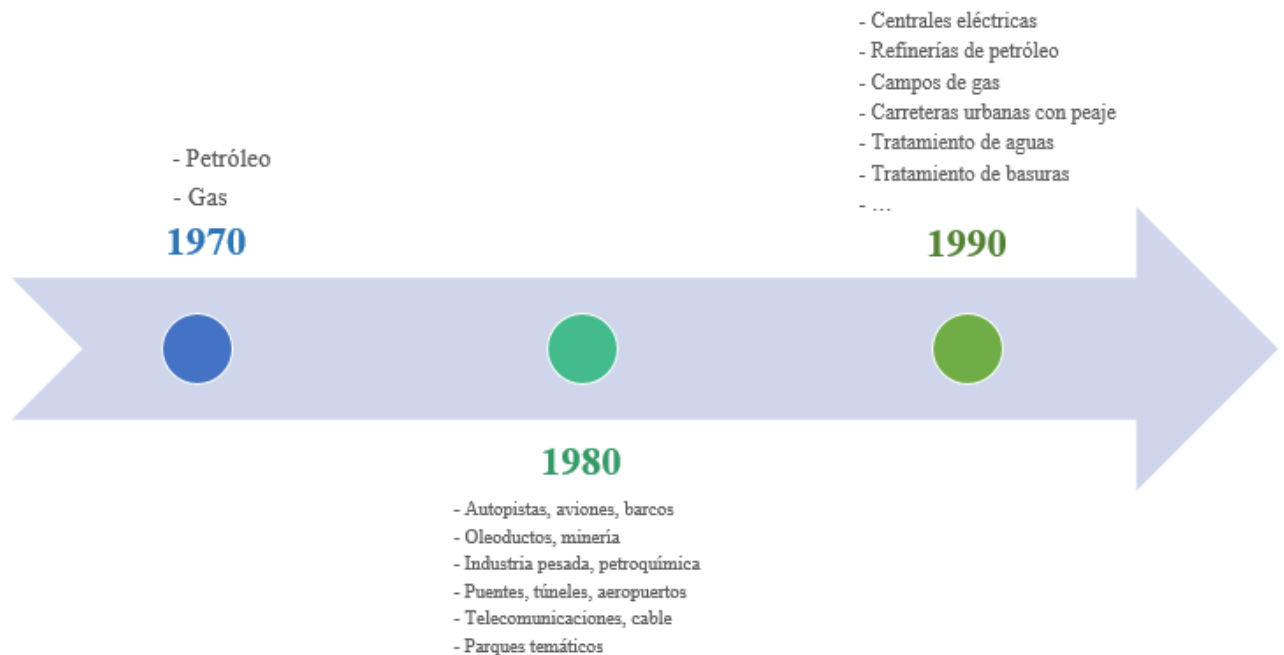 - Petróleo
- Gas
1970
1980
- Autopistas, aviones, barcos
- Oleoductos, minería
- Industria pesada, petroquímica
- Puentes, túneles, aeropuertos
- Telecomunicaciones, cable
- Parques temáticos
- Centrales eléctricas
- Refinerías de petróleo
- Campos de gas
- Carreteras urbanas con peaje
- Tratamiento de aguas
- Tratamiento de basuras
- …
1990